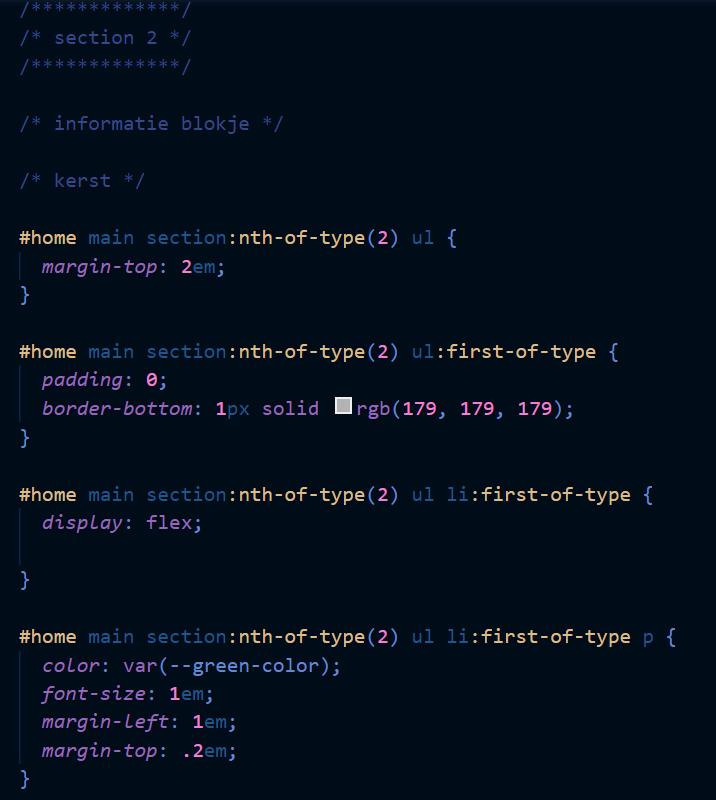 /*************/
/* section 2 */
/*************/
/* informatie blokje */
/* kerst */
#home main section:nth-of-type(2) ul {
margin-top: 2em;
}
#home main section:nth-of-type(2) ul:first-of-type {
padding: 0;
border-bottom: 1px solid rgb(179, 179, 179);
}
#home main section:nth-of-type(2) ul li:first-of-type {
display: flex;
}
#home main section:nth-of-type(2) ul li:first-of-type p {
color: var(--green-color);
font-size: 1em;
margin-left: 1em;
margin-top: .2em;
}